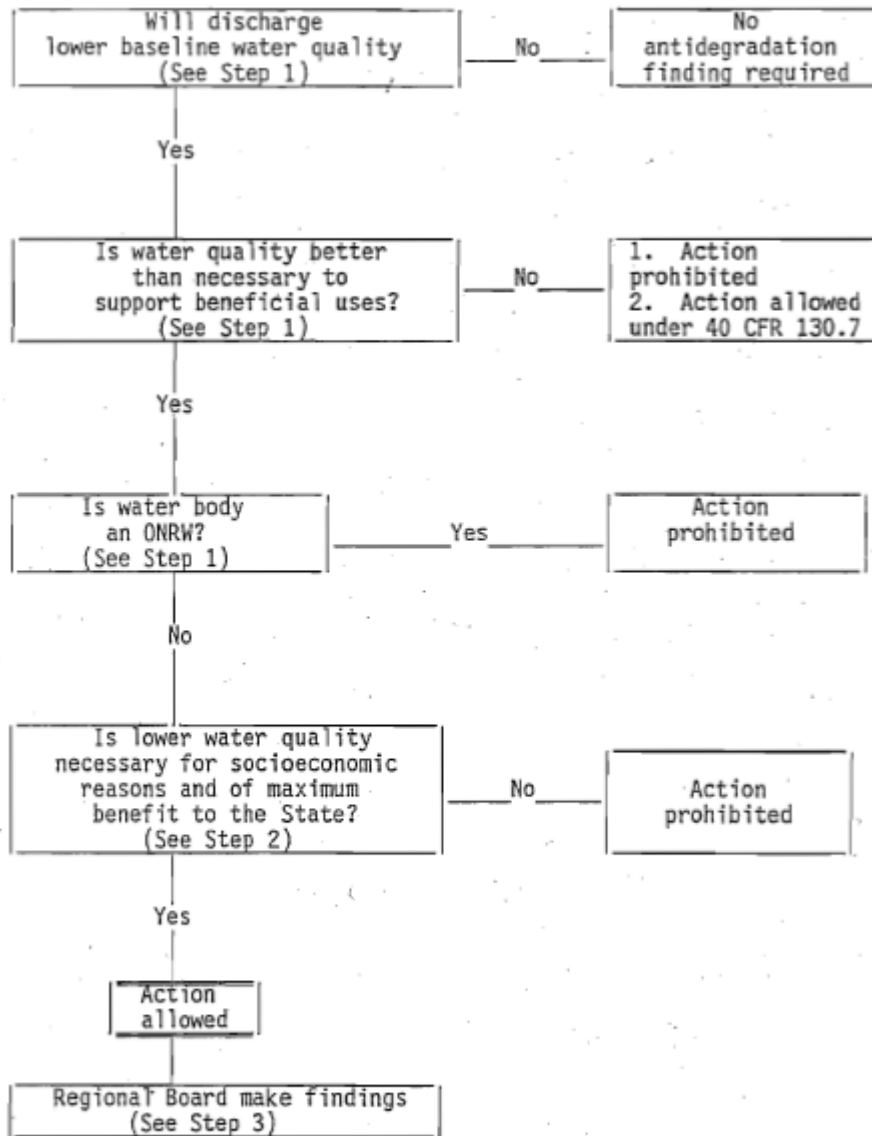 Will discharge
lower baseline water quality
(See Step 1)
No
No
antidegradation
finding required
Yes
Is water quality better
than necessary to
support beneficial uses?
(See Step 1)
No
1. Action
prohibited
2. Action allowed
under 40 CFR 130.7
Yes
Is water body
an ONRW?
(See Step 1)
Yes
Action
prohibited
No
Is lower water quality
necessary for socioeconomic
reasons and of maximum
benefit to the State?
(See Step 2)
No
Action
prohibited
Yes
Action
allowed
Regional Board make findings
(See Step 3)